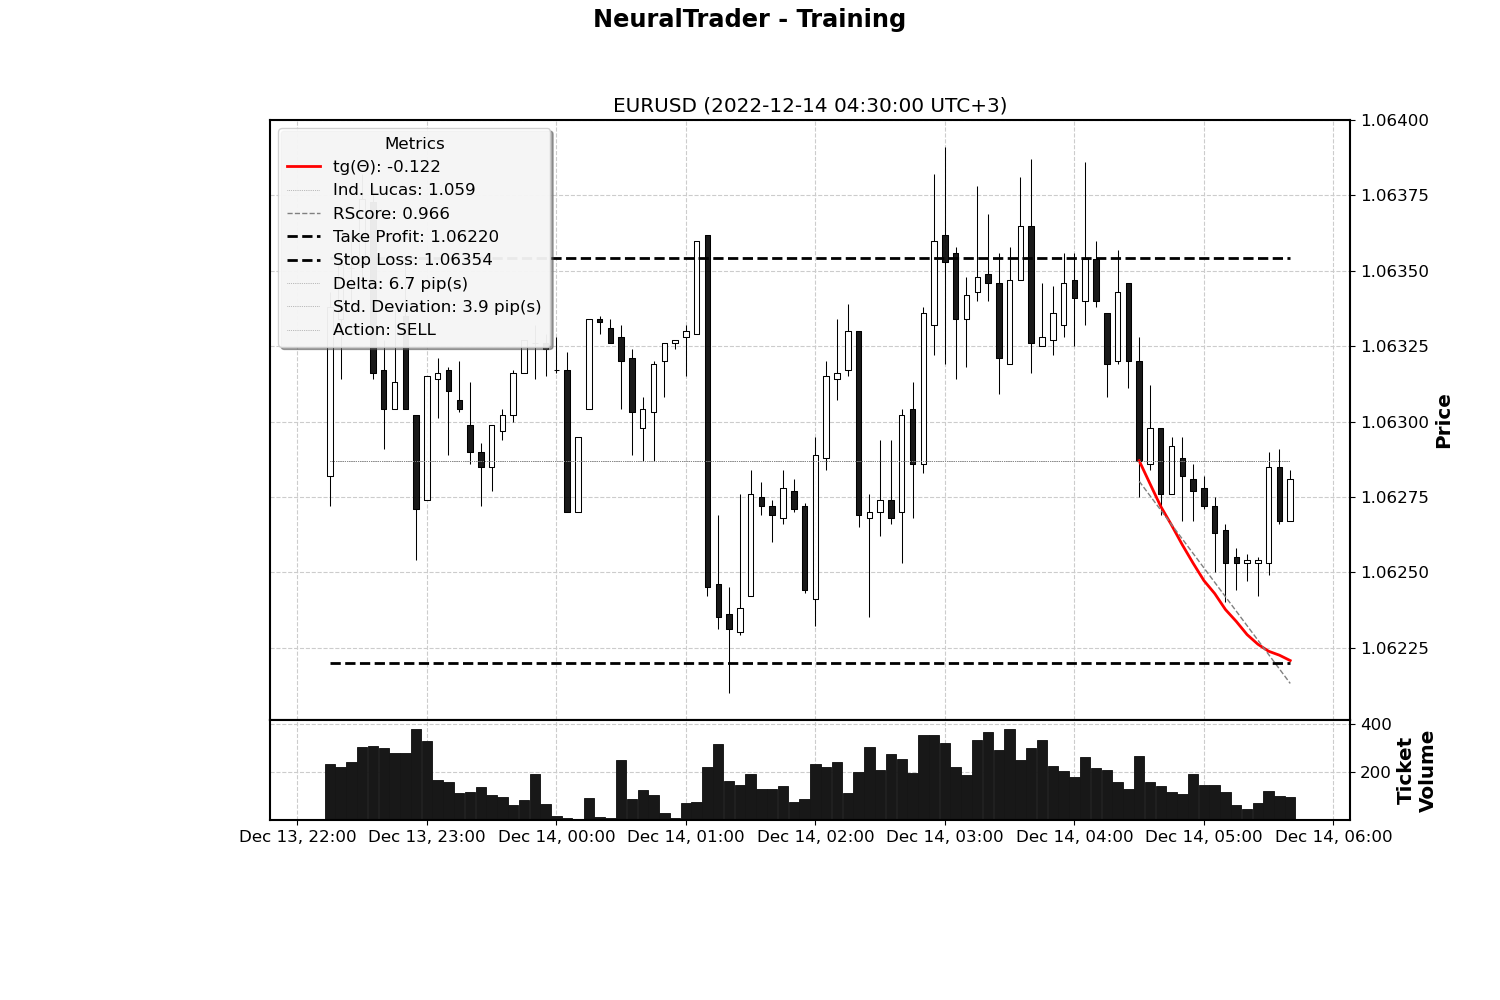 NeuralTrader - Training
EURUSD (2022-12-14 04:30:00 UTC+3)
Metrics
tg(Θ): -0.122
Ind. Lucas: 1.059
RScore: 0.966
Take Profit: 1.06220
Stop Loss: 1.06354
Delta: 6.7 pip(s)
Std. Deviation: 3.9 pip(s)
Action: SELL
1.06400
1.06375
1.06350
1.06325
1.06300
1.06275
1.06250
1.06225
Price
400
200
Ticket
Volume
Dec 13, 22:00 Dec 13, 23:00 Dec 14, 00:00 Dec 14, 01:00 Dec 14, 02:00 Dec 14, 03:00 Dec 14, 04:00 Dec 14, 05:00 Dec 14, 06:00